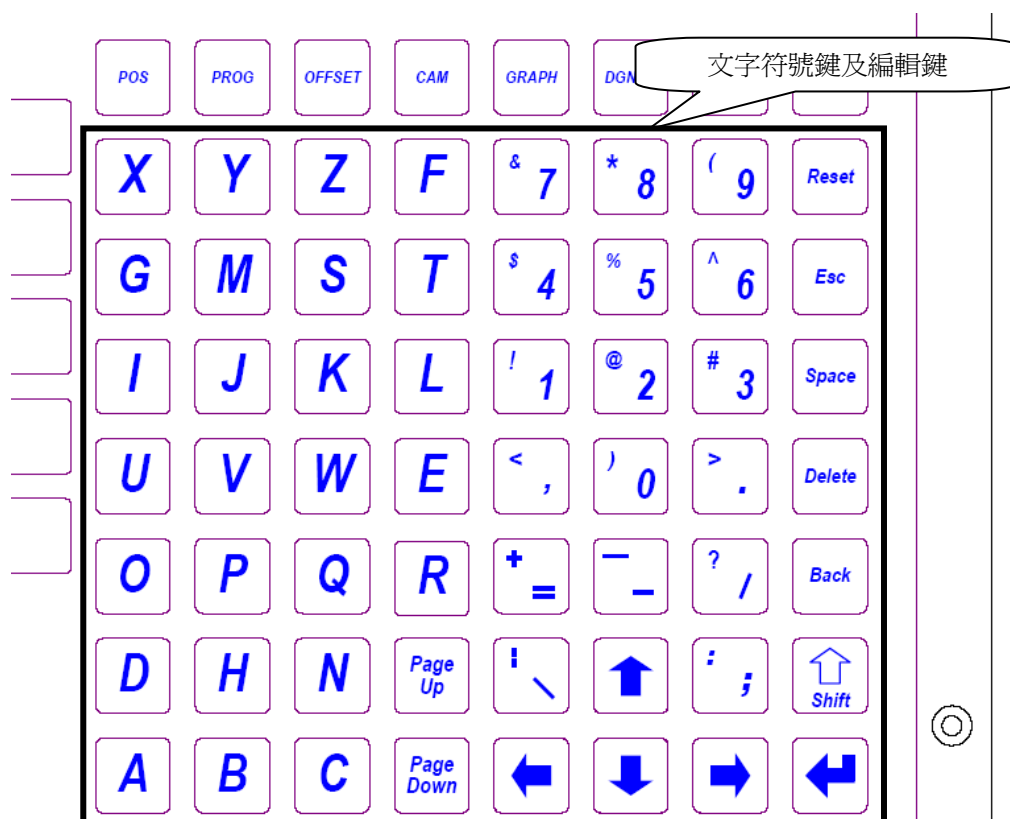 POS PROG OFFSET CAM GRAPH
文字符號鍵及編輯鍵
X Y Z F & 7 * 8 ( 9 Reset
G M S T $ 4 % 5 ^ 6 Esc
I J K L ! 1 @ 2 # 3 Space
U V W E < , ) 0 > . Delete
O P Q R + = — - ? / Back
D H N Page Up ¦ \ : ; Shift
A B C Page Down